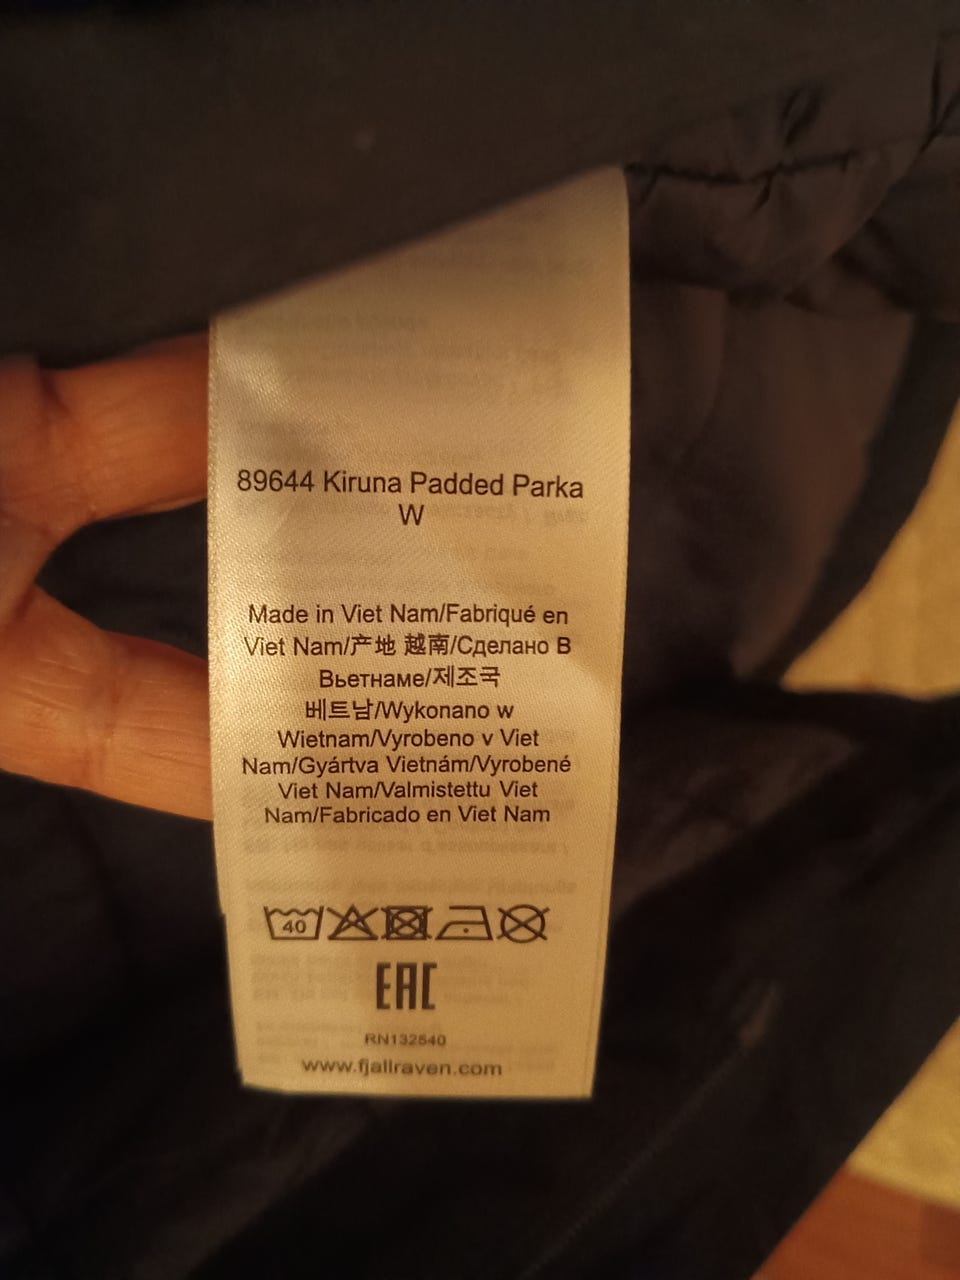 89644 Kiruna Padded Parka
W
Made in Viet Nam/Fabriqué en
Viet Nam/产地 越南/Сделано В
Вьетнаме/제조국
베트남/Wykonano w
Wietnam/Vyrobeno v Viet
Nam/Gyártva Vietnám/Vyrobené
Viet Nam/Valmistettu Viet
Nam/Fabricado en Viet Nam
40
EAC
RN132540
www.fjallraven.com